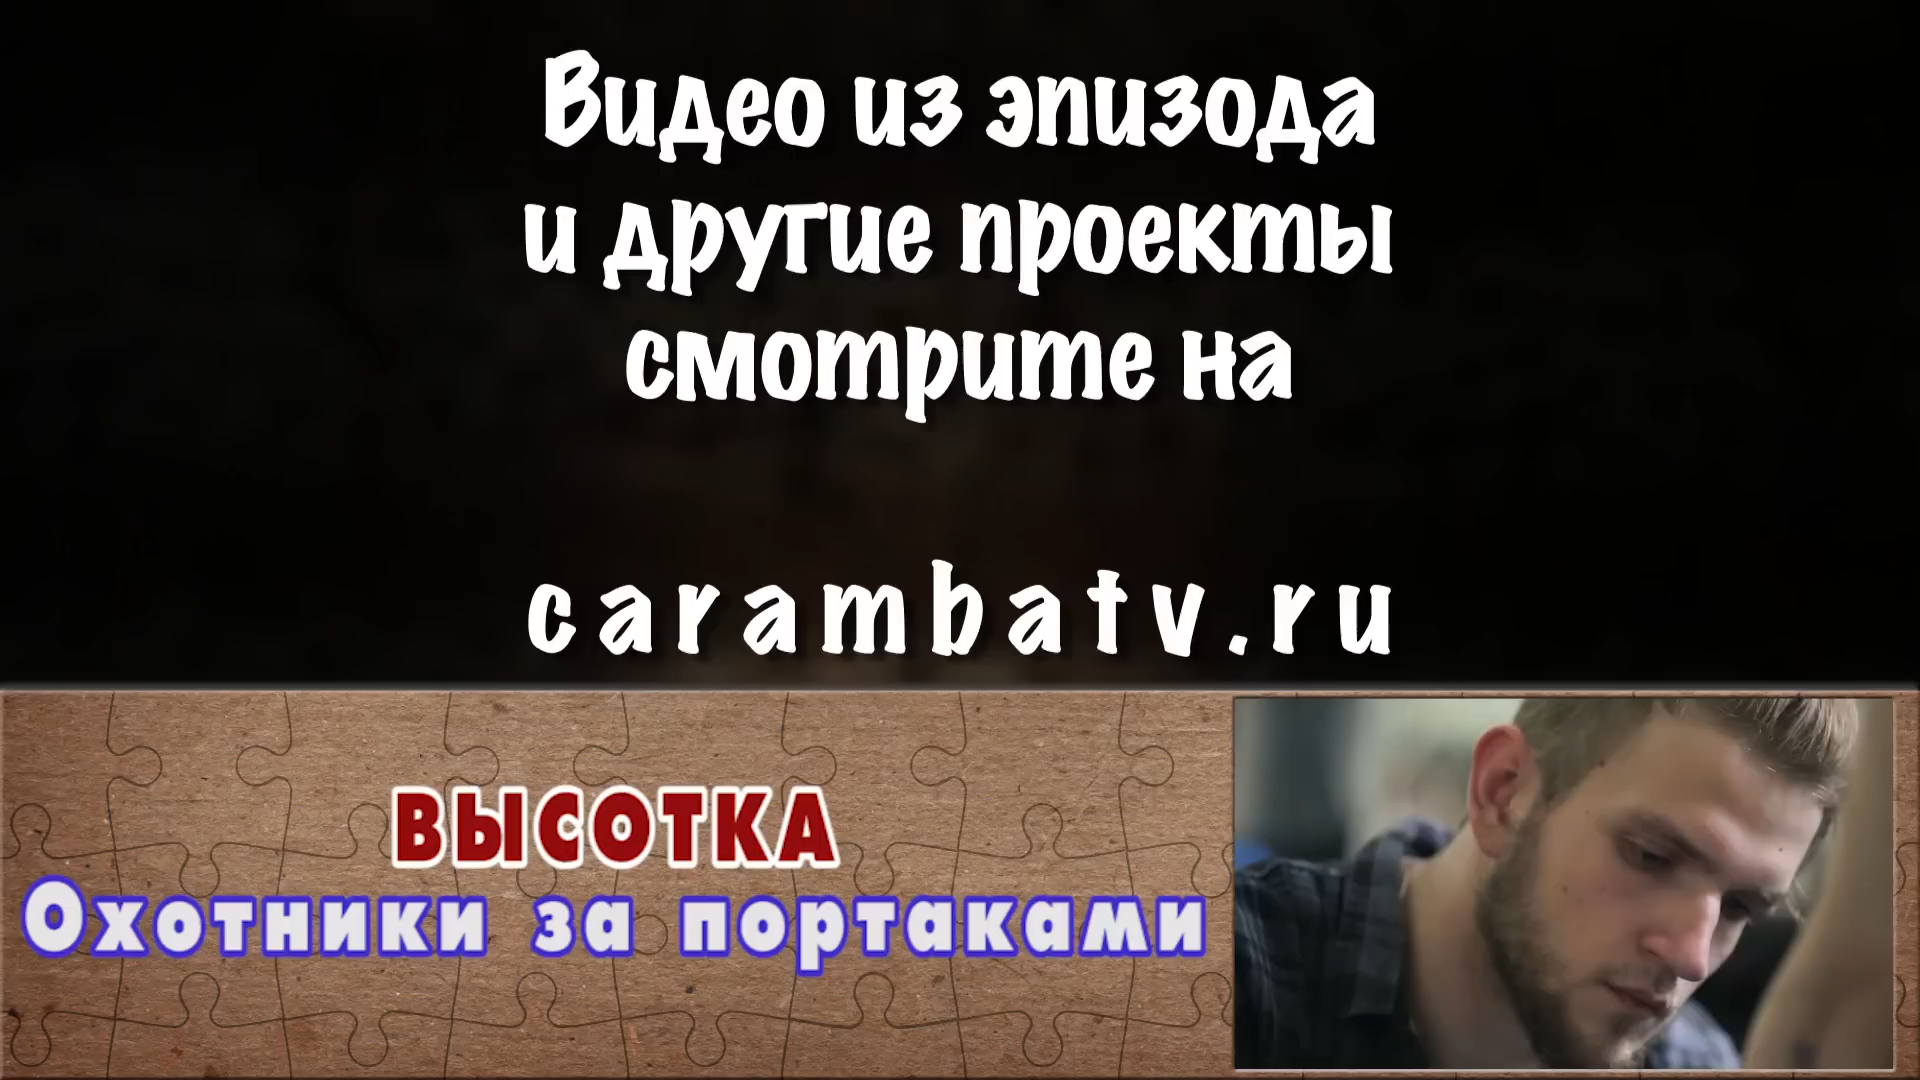 Видео из эпизода
и другие проекты
смотрите на
carambatv.ru
ВЫСОТКА
Охотники за портаками